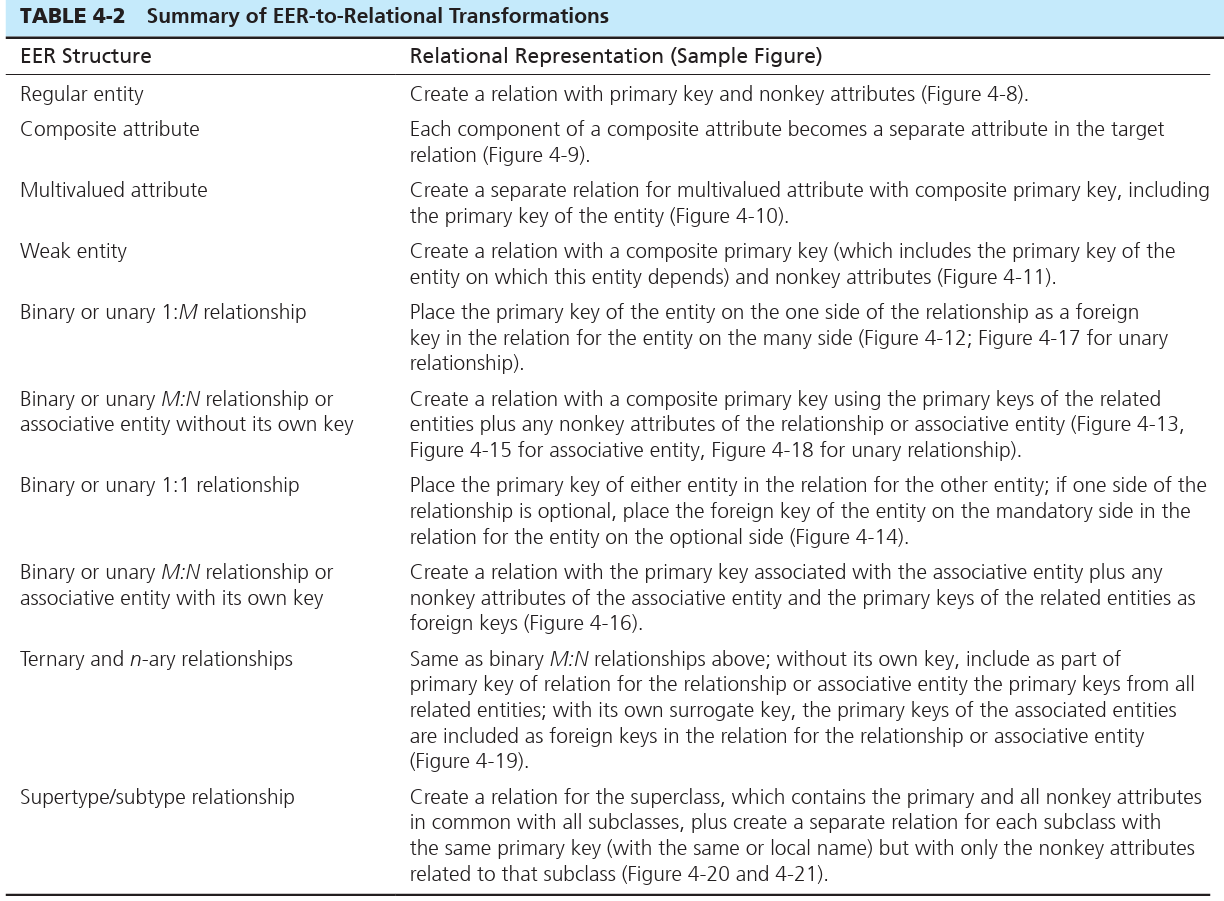 TABLE 4-2 Summary of EER-to-Relational Transformations
EER Structure
Relational Representation (Sample Figure)
Regular entity
Create a relation with primary key and nonkey attributes (Figure 4-8).
Composite attribute
Each component of a composite attribute becomes a separate attribute in the target
relation (Figure 4-9).
Multivalued attribute
Create a separate relation for multivalued attribute with composite primary key, including
the primary key of the entity (Figure 4-10).
Weak entity
Create a relation with a composite primary key (which includes the primary key of the
entity on which this entity depends) and nonkey attributes (Figure 4-11).
Binary or unary 1:M relationship
Place the primary key of the entity on the one side of the relationship as a foreign
key in the relation for the entity on the many side (Figure 4-12; Figure 4-17 for unary
relationship).
Binary or unary M:N relationship or
associative entity without its own key
Create a relation with a composite primary key using the primary keys of the related
entities plus any nonkey attributes of the relationship or associative entity (Figure 4-13,
Figure 4-15 for associative entity, Figure 4-18 for unary relationship).
Binary or unary 1:1 relationship
Place the primary key of either entity in the relation for the other entity; if one side of the
relationship is optional, place the foreign key of the entity on the mandatory side in the
relation for the entity on the optional side (Figure 4-14).
Binary or unary M:N relationship or
associative entity with its own key
Create a relation with the primary key associated with the associative entity plus any
nonkey attributes of the associative entity and the primary keys of the related entities as
foreign keys (Figure 4-16).
Ternary and n-ary relationships
Same as binary M:N relationships above; without its own key, include as part of
primary key of relation for the relationship or associative entity the primary keys from all
related entities; with its own surrogate key, the primary keys of the associated entities
are included as foreign keys in the relation for the relationship or associative entity
(Figure 4-19).
Supertype/subtype relationship
Create a relation for the superclass, which contains the primary and all nonkey attributes
in common with all subclasses, plus create a separate relation for each subclass with
the same primary key (with the same or local name) but with only the nonkey attributes
related to that subclass (Figure 4-20 and 4-21).